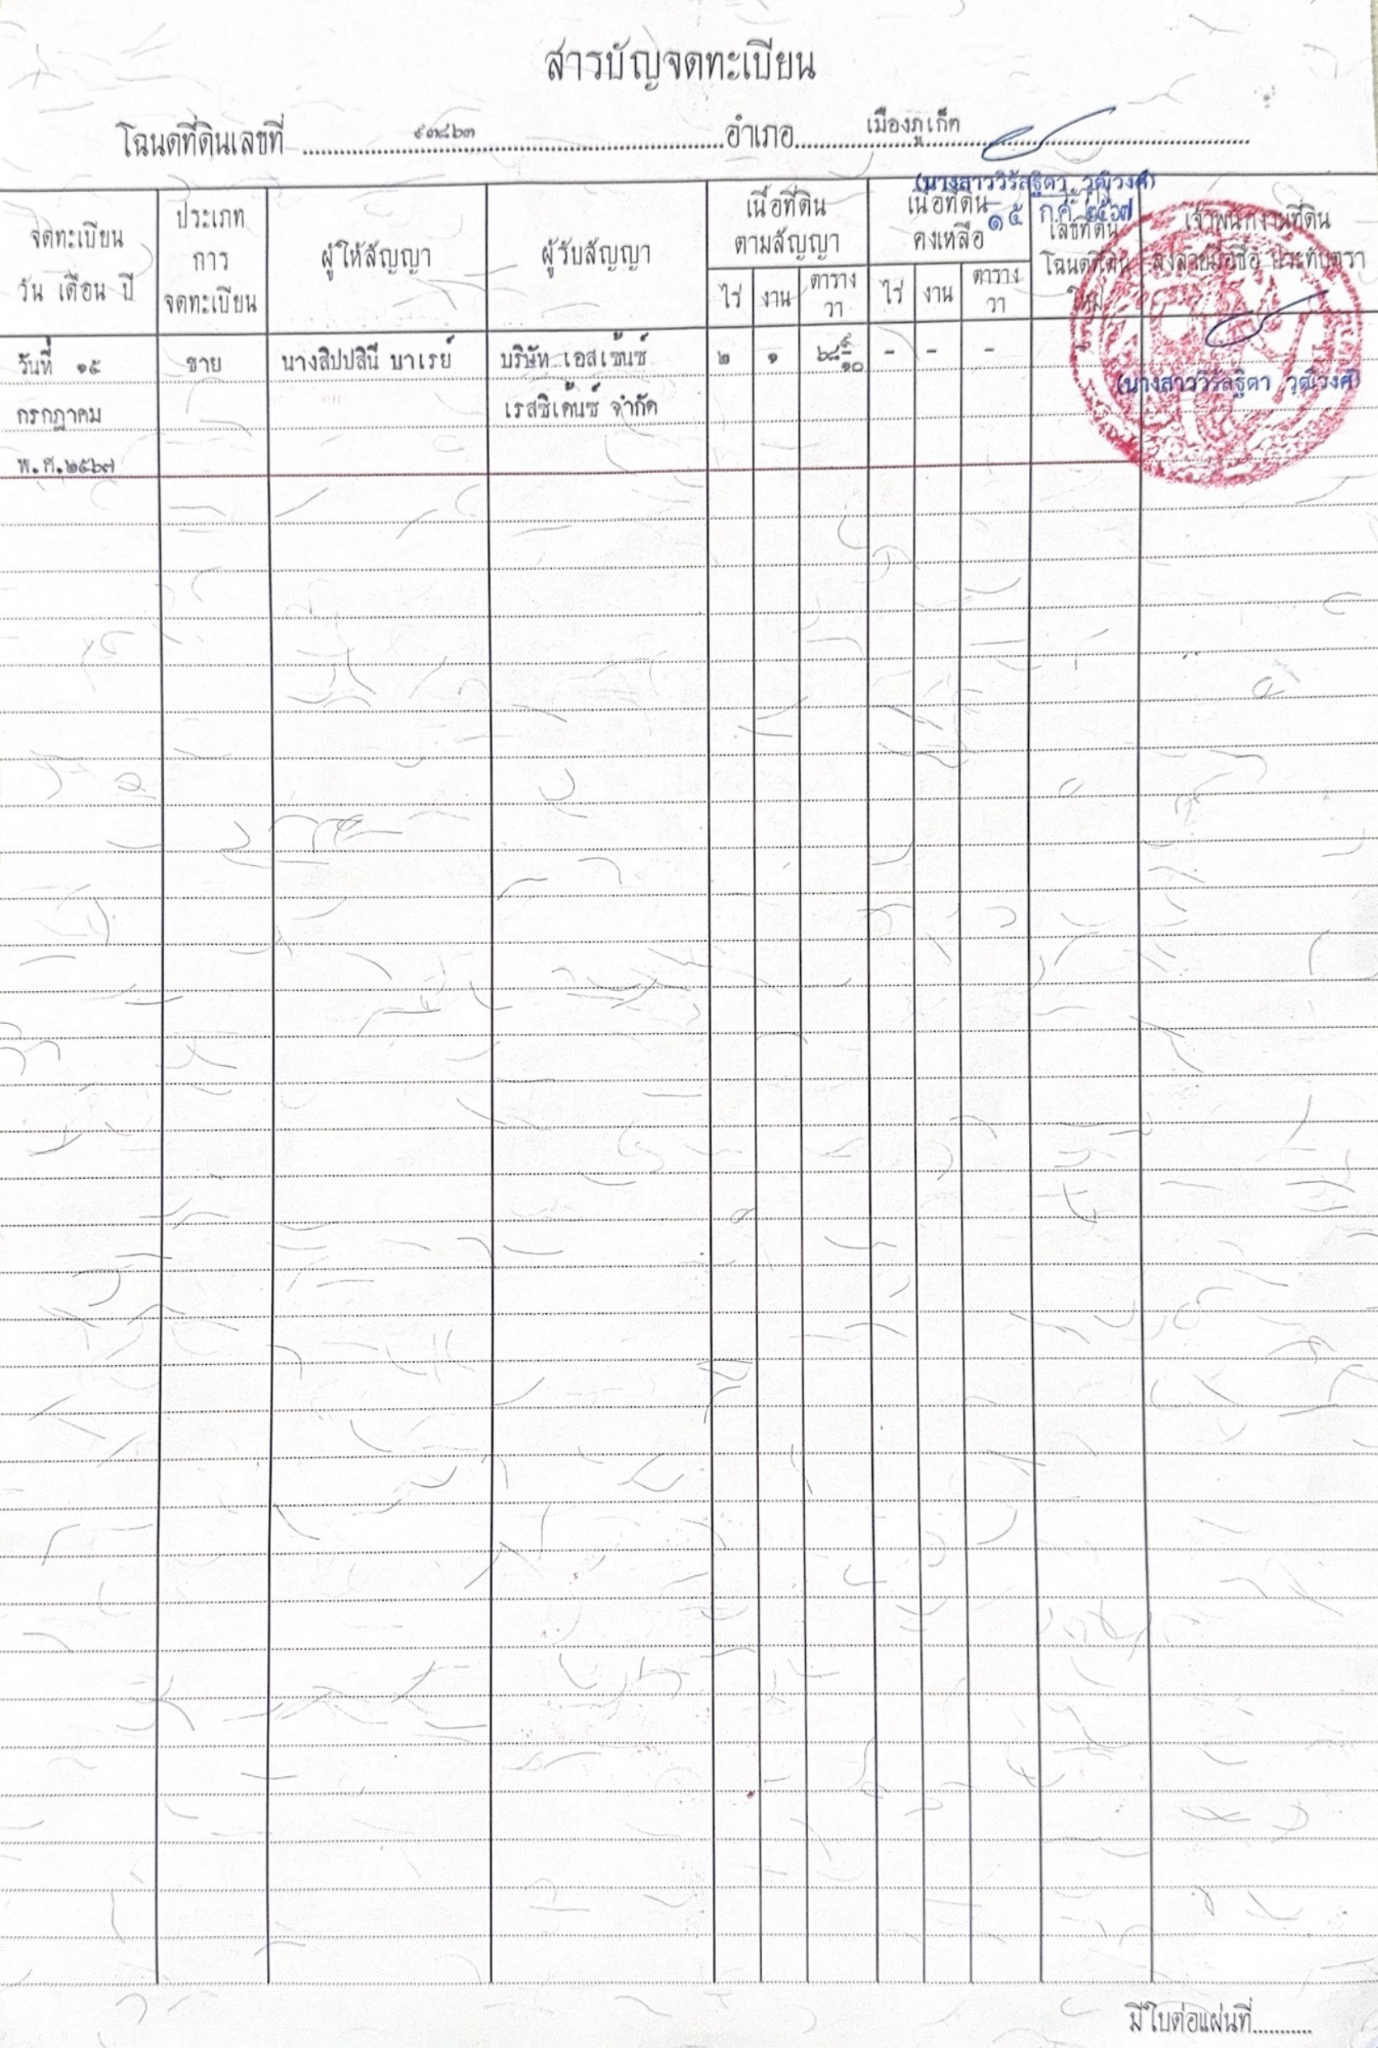 สารบัญจดทะเบียน
โฉนดที่ดินเลขที่ ๙๓๘๖๓ อำเภอ เมืองภูเก็ต
(นางสาววิรัลฐิตา วุฒิวงศ์)
๑๕ ก.ค. ๒๕๖๗
จดทะเบียน วัน เดือน ปี
ประเภท การ จดทะเบียน
ผู้ให้สัญญา
ผู้รับสัญญา
เนื้อที่ดิน ตามสัญญา
ไร่ งาน ตาราง วา
เนื้อที่ดิน คงเหลือ
ไร่ งาน ตาราง วา
เลขที่ดิน โฉนดที่ดิน ใหม่
เจ้าพนักงานที่ดิน ลงลายมือชื่อ ประทับตรา
วันที่ ๑๕ ขาย นางสิปปสินี บาเรย์ บริษัท เอสเซ้นซ์ ๒ ๑ ๖๘ ๙/๑๐ - - -
(นางสาววิรัลฐิตา วุฒิวงศ์)
กรกฎาคม เรสซิเด้นซ์ จำกัด
พ.ศ.๒๕๖๗
มีใบต่อแผ่นที่...........